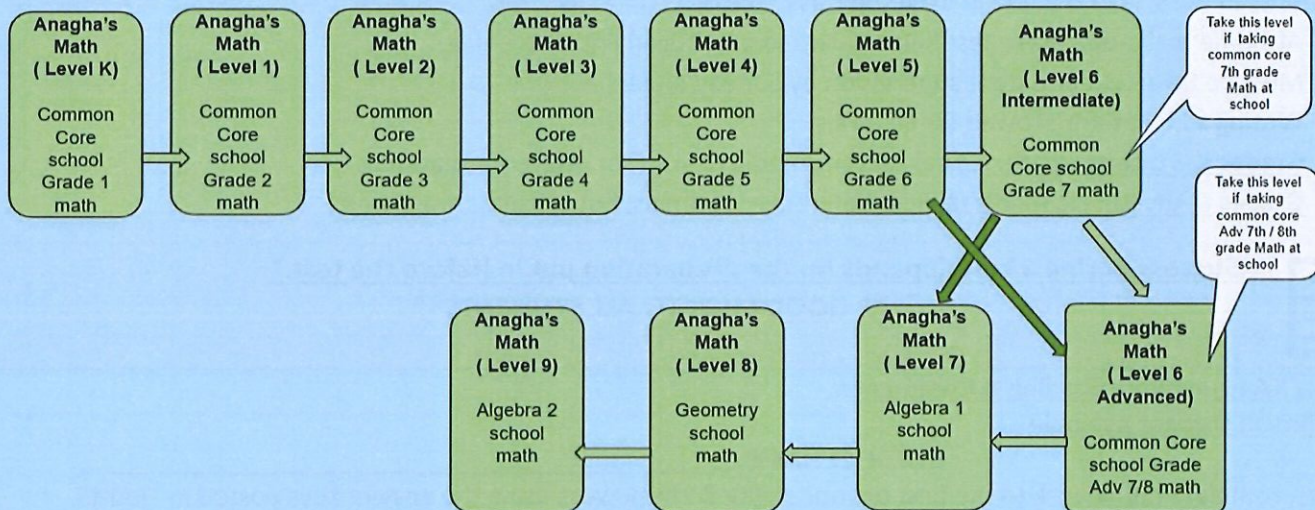 Anagha's
Math
( Level K)
Common
Core
school
Grade 1
math
Anagha's
Math
( Level 1)
Common
Core
school
Grade 2
math
Anagha's
Math
( Level 2)
Common
Core
school
Grade 3
math
Anagha's
Math
( Level 3)
Common
Core
school
Grade 4
math
Anagha's
Math
( Level 4)
Common
Core
school
Grade 5
math
Anagha's
Math
( Level 5)
Common
Core
school
Grade 6
math
Anagha's
Math
( Level 6
Intermediate)
Common
Core school
Grade 7 math
Take this level
if taking
common core
7th grade
Math at
school
Take this level
if taking
common core
Adv 7th / 8th
grade Math at
school
Anagha's
Math
( Level 9)
Algebra 2
school
math
Anagha's
Math
( Level 8)
Geometry
school
math
Anagha's
Math
( Level 7)
Algebra 1
school
math
Anagha's
Math
( Level 6
Advanced)
Common Core
school Grade
Adv 7/8 math